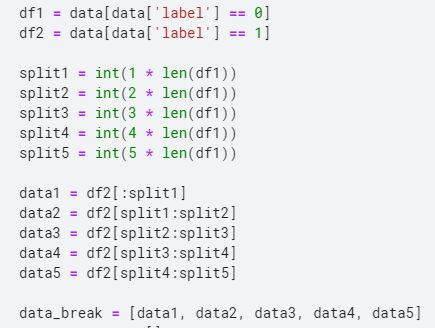 df1 = data[data['label'] == 0]
df2 = data[data['label'] == 1]
split1 = int(1 * len(df1))
split2 = int(2 * len(df1))
split3 = int(3 * len(df1))
split4 = int(4 * len(df1))
split5 = int(5 * len(df1))
data1 = df2[:split1]
data2 = df2[split1:split2]
data3 = df2[split2:split3]
data4 = df2[split3:split4]
data5 = df2[split4:split5]
data_break = [data1, data2, data3, data4, data5]